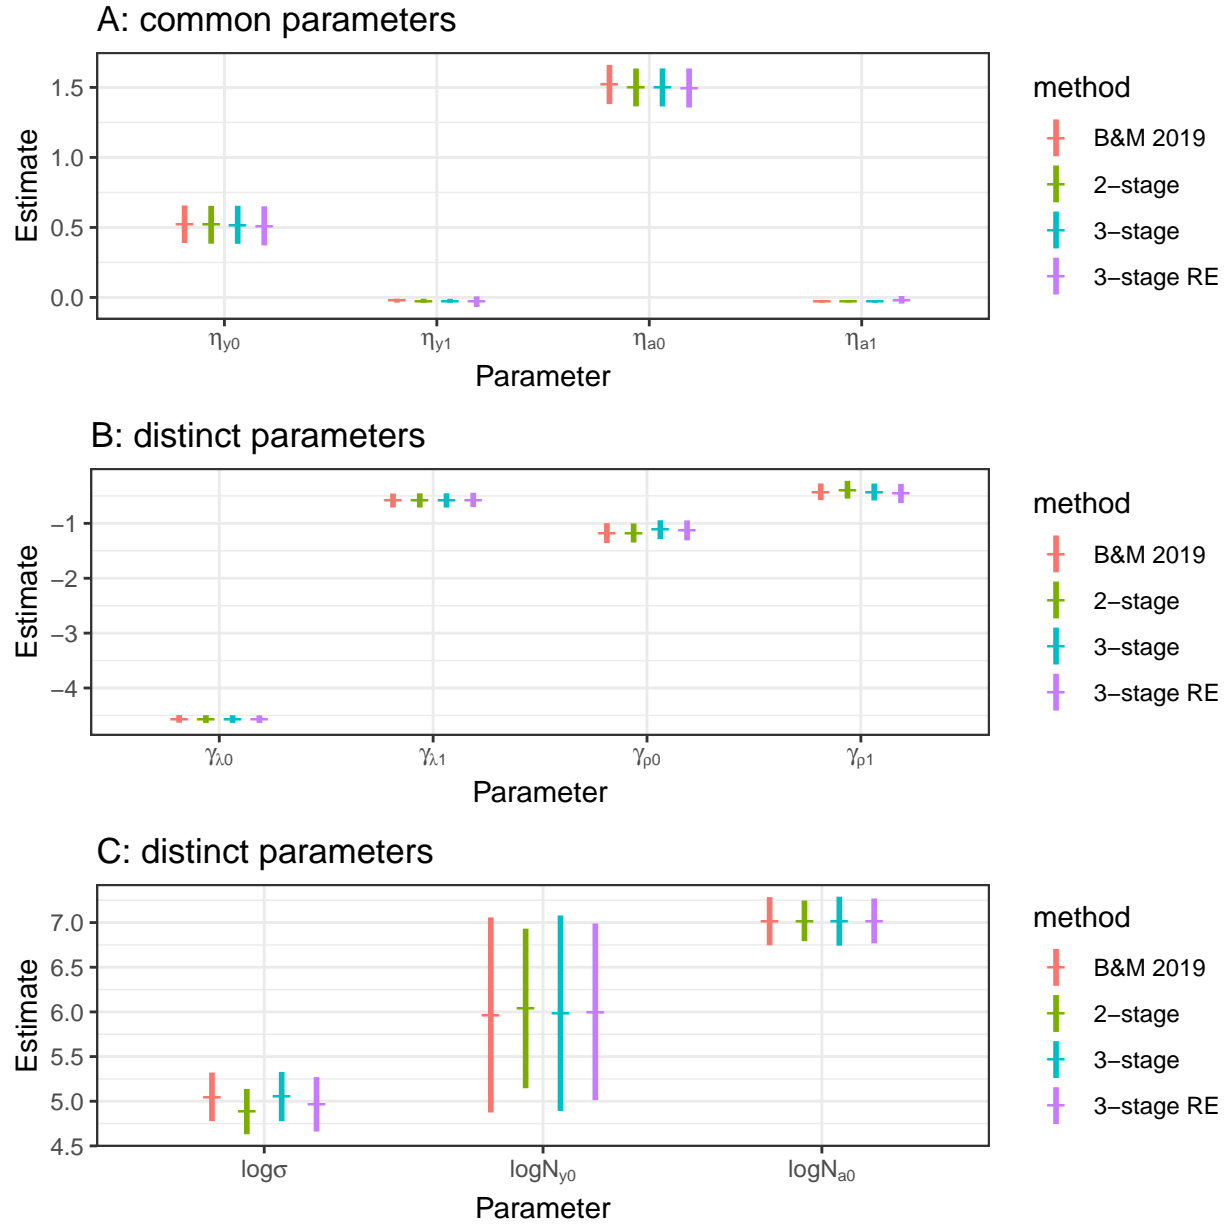 A: common parameters
1.5
1.0
0.5
0.0
Estimate
ηy0
ηy1
ηa0
ηa1
Parameter
method
B&M 2019
2−stage
3−stage
3−stage RE
B: distinct parameters
−1
−2
−3
−4
Estimate
γλ0
γλ1
γρ0
γρ1
Parameter
method
B&M 2019
2−stage
3−stage
3−stage RE
C: distinct parameters
7.0
6.5
6.0
5.5
5.0
4.5
Estimate
logσ
logNy0
logNa0
Parameter
method
B&M 2019
2−stage
3−stage
3−stage RE